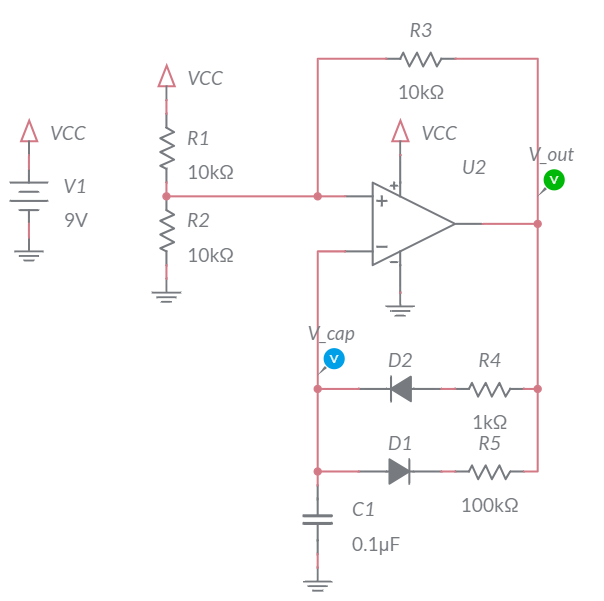 R3
10kΩ
VCC
R1
10kΩ
VCC
V1
9V
R2
10kΩ
VCC
U2
V_out
V
+
+
−
−
V_cap
V
D2
R4
1kΩ
D1
R5
100kΩ
C1
0.1µF